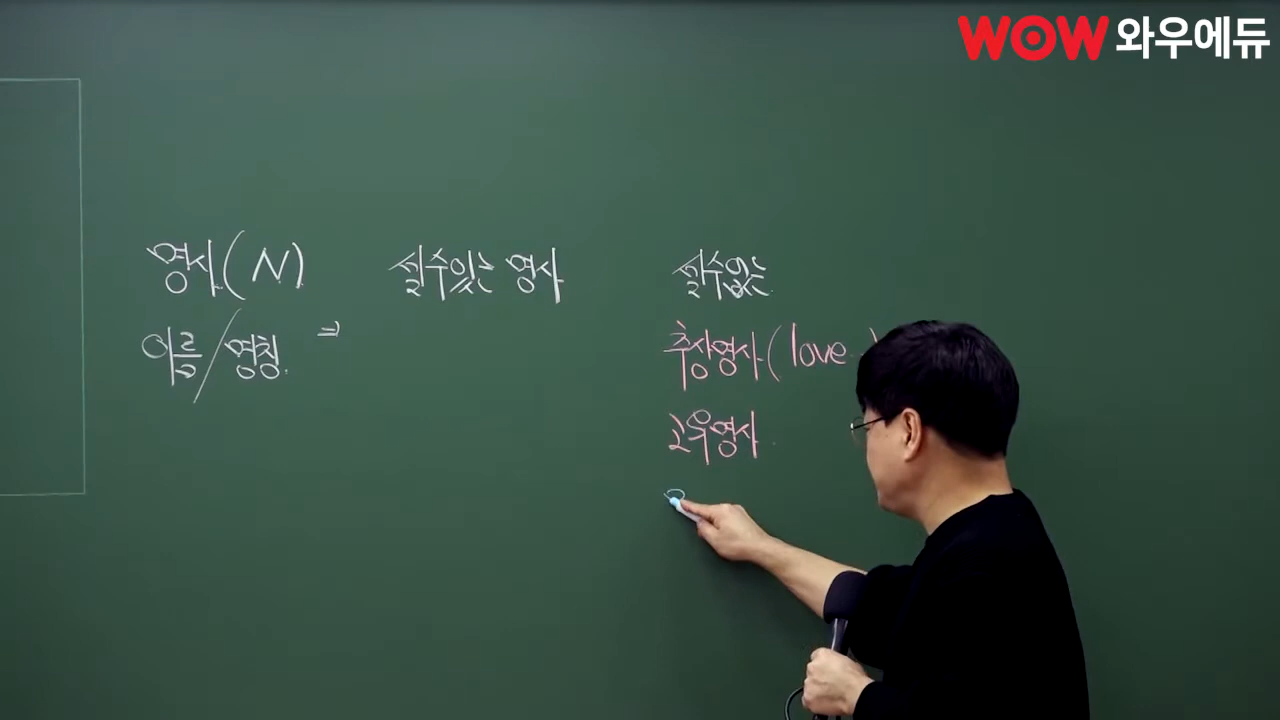 WOW 와우에듀
명사(N) 셀수있는 명사 셀수없는
이름/명칭. ⇒
추상명사(love
고유명사